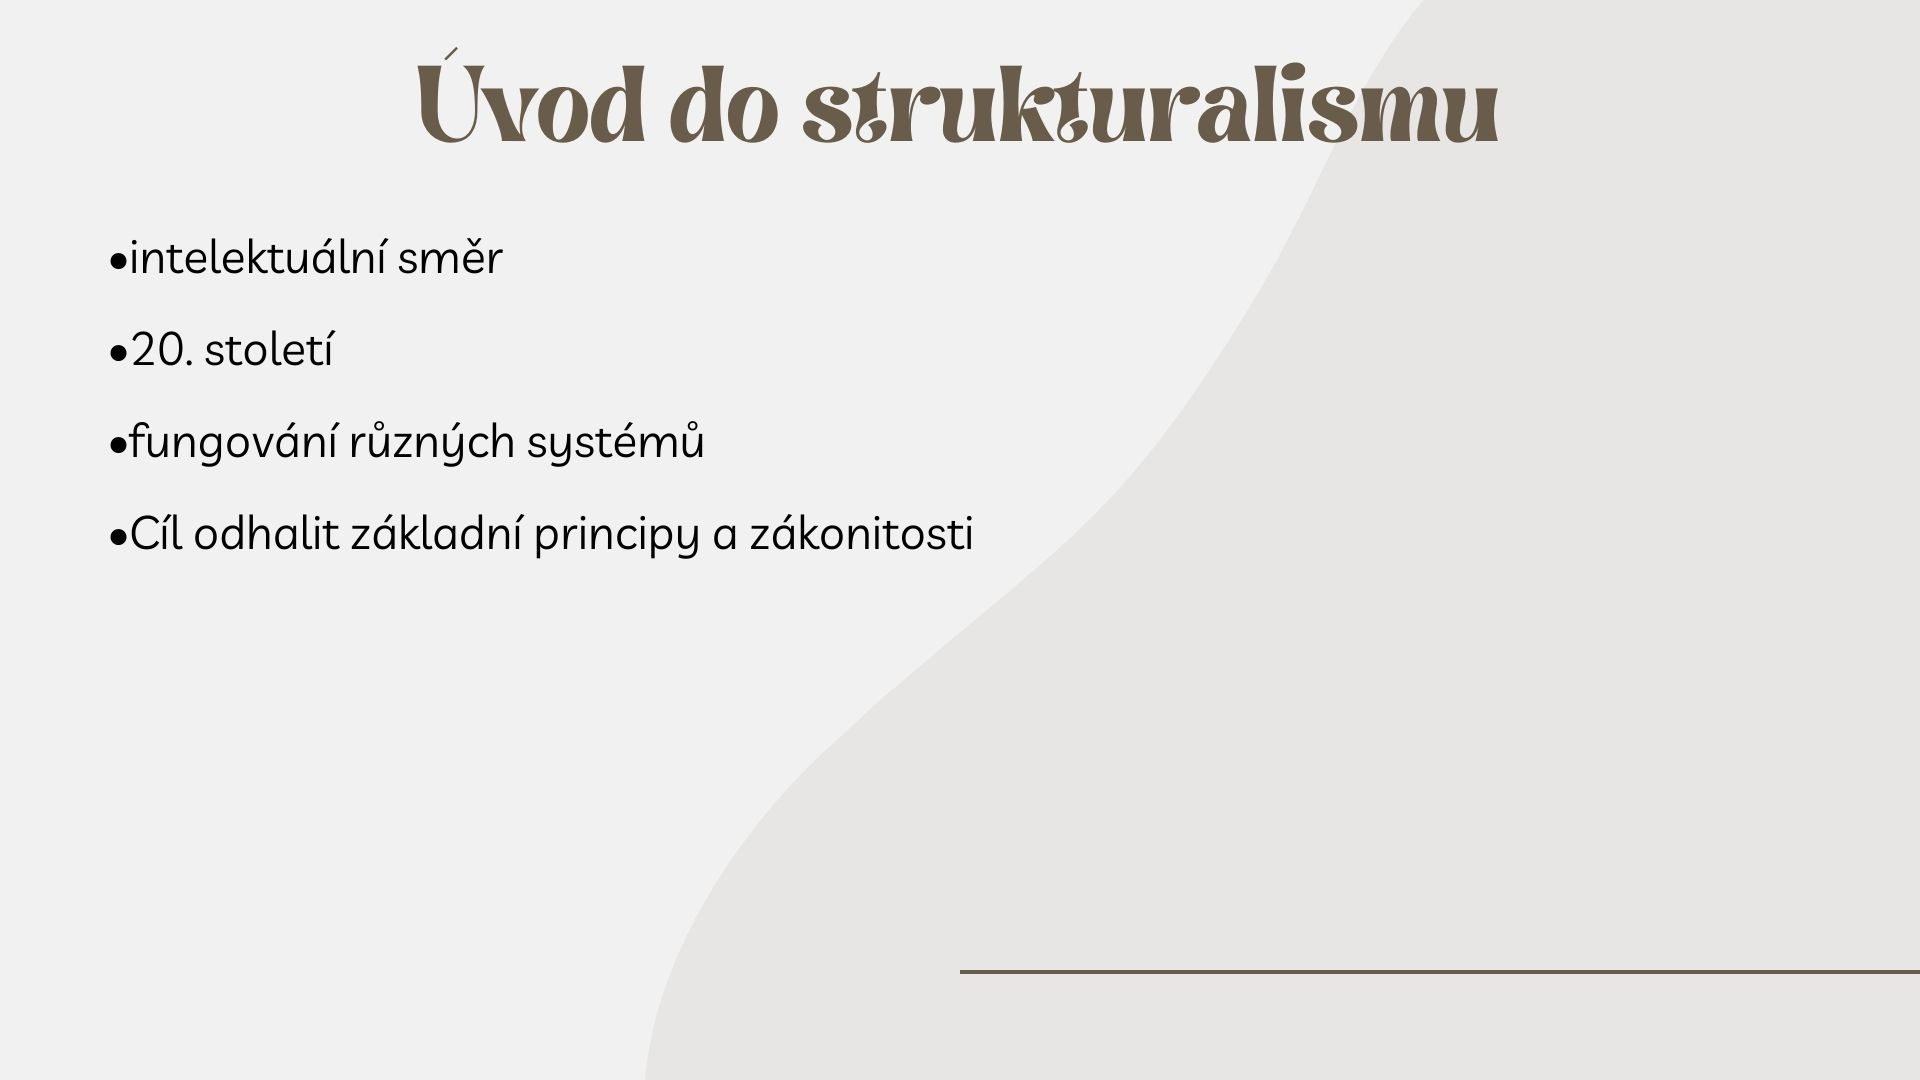 Úvod do strukturalismu
•intelektuální směr
•20. století
•fungování různých systémů
•Cíl odhalit základní principy a zákonitosti